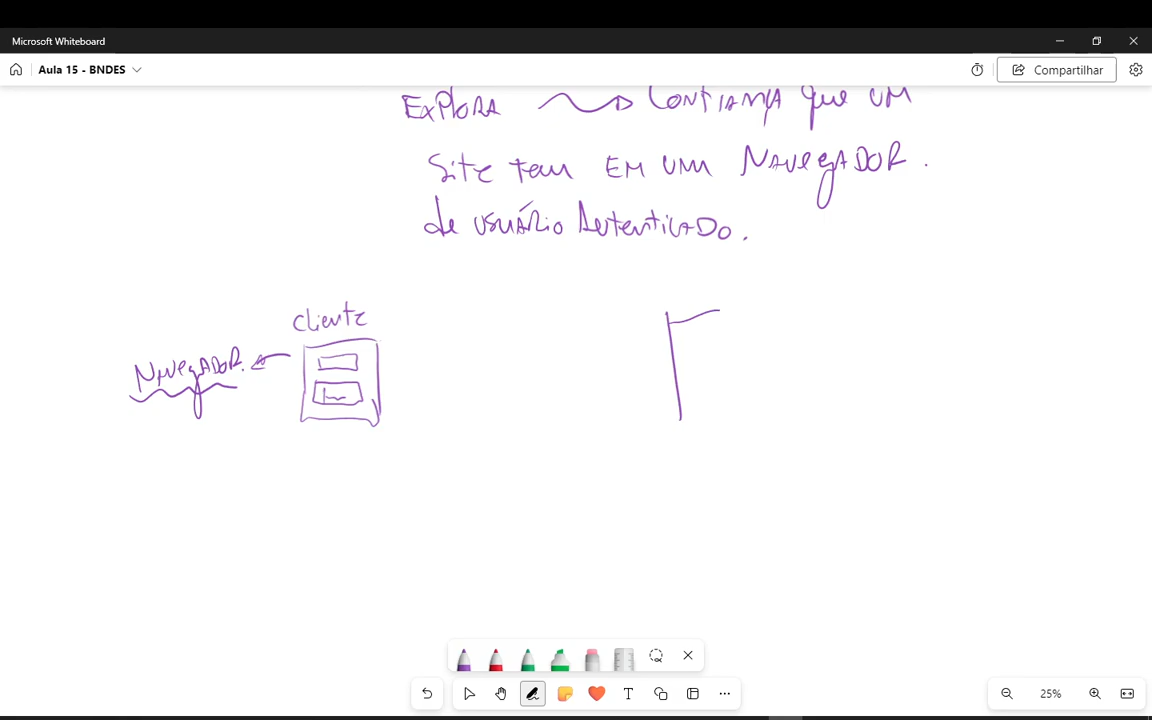 Microsoft Whiteboard
Aula 15 - BNDES
Compartilhar
ExPlORA CONFIANÇA que UM
Site tem EM UM NAVegADOR.
de usuário AutenticADo.
cliente
NAVegADOR.
25%